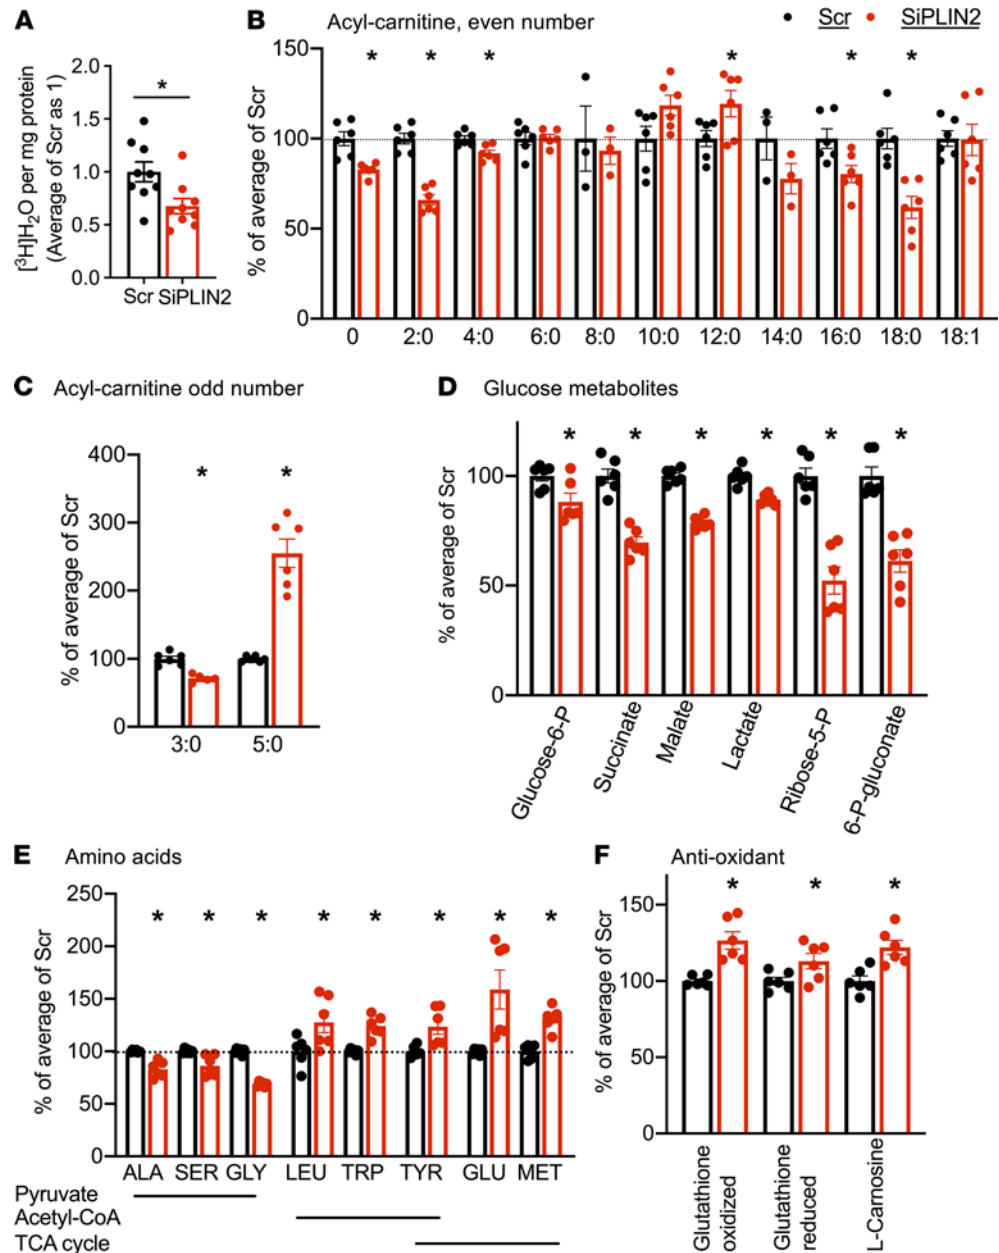 A
[³H]H₂O per mg protein
(Average of Scr as 1)
2.0
1.5
1.0
0.5
0.0
*
Scr SiPLIN2
B Acyl-carnitine, even number
Scr SiPLIN2
% of average of Scr
150
100
50
0
* * * * * *
0 2:0 4:0 6:0 8:0 10:0 12:0 14:0 16:0 18:0 18:1
C Acyl-carnitine odd number
% of average of Scr
400
300
200
100
0
* *
3:0 5:0
D Glucose metabolites
% of average of Scr
100
50
0
* * * * * *
Glucose-6-P
Succinate
Malate
Lactate
Ribose-5-P
6-P-gluconate
E Amino acids
% of average of Scr
250
200
150
100
50
0
* * * * * * * *
ALA SER GLY LEU TRP TYR GLU MET
Pyruvate
Acetyl-CoA
TCA cycle
F Anti-oxidant
% of average of Scr
150
100
50
0
* * *
Glutathione
oxidized
Glutathione
reduced
L-Carnosine